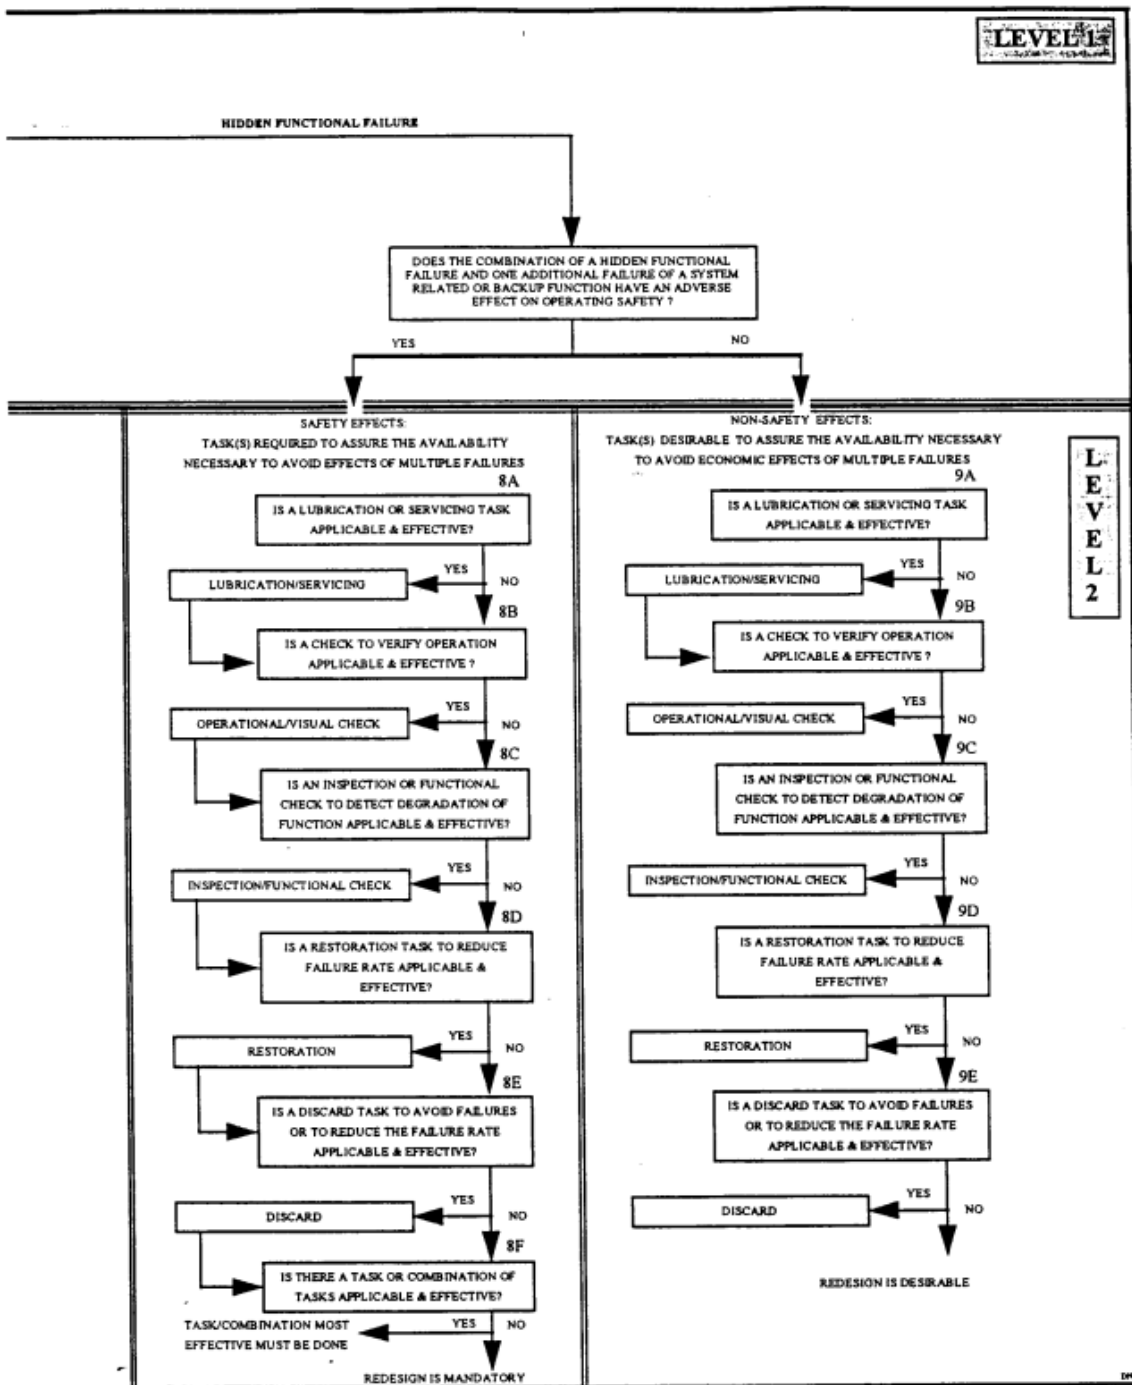 LEVEL 1
HIDDEN FUNCTIONAL FAILURE
DOES THE COMBINATION OF A HIDDEN FUNCTIONAL
FAILURE AND ONE ADDITIONAL FAILURE OF A SYSTEM
RELATED OR BACKUP FUNCTION HAVE AN ADVERSE
EFFECT ON OPERATING SAFETY ?
YES
NO
SAFETY EFFECTS:
TASK(S) REQUIRED TO ASSURE THE AVAILABILITY
NECESSARY TO AVOID EFFECTS OF MULTIPLE FAILURES
8A
IS A LUBRICATION OR SERVICING TASK
APPLICABLE & EFFECTIVE?
YES
LUBRICATION/SERVICING
NO
8B
IS A CHECK TO VERIFY OPERATION
APPLICABLE & EFFECTIVE ?
YES
OPERATIONAL/VISUAL CHECK
NO
8C
IS AN INSPECTION OR FUNCTIONAL
CHECK TO DETECT DEGRADATION OF
FUNCTION APPLICABLE & EFFECTIVE?
YES
INSPECTION/FUNCTIONAL CHECK
NO
8D
IS A RESTORATION TASK TO REDUCE
FAILURE RATE APPLICABLE &
EFFECTIVE?
YES
RESTORATION
NO
8E
IS A DISCARD TASK TO AVOID FAILURES
OR TO REDUCE THE FAILURE RATE
APPLICABLE & EFFECTIVE?
YES
DISCARD
NO
8F
IS THERE A TASK OR COMBINATION OF
TASKS APPLICABLE & EFFECTIVE?
YES
NO
TASK/COMBINATION MOST
EFFECTIVE MUST BE DONE
REDESIGN IS MANDATORY
NON-SAFETY EFFECTS:
TASK(S) DESIRABLE TO ASSURE THE AVAILABILITY NECESSARY
TO AVOID ECONOMIC EFFECTS OF MULTIPLE FAILURES
9A
IS A LUBRICATION OR SERVICING TASK
APPLICABLE & EFFECTIVE?
YES
LUBRICATION/SERVICING
NO
9B
IS A CHECK TO VERIFY OPERATION
APPLICABLE & EFFECTIVE ?
YES
OPERATIONAL/VISUAL CHECK
NO
9C
IS AN INSPECTION OR FUNCTIONAL
CHECK TO DETECT DEGRADATION OF
FUNCTION APPLICABLE & EFFECTIVE?
YES
INSPECTION/FUNCTIONAL CHECK
NO
9D
IS A RESTORATION TASK TO REDUCE
FAILURE RATE APPLICABLE &
EFFECTIVE?
YES
RESTORATION
NO
9E
IS A DISCARD TASK TO AVOID FAILURES
OR TO REDUCE THE FAILURE RATE
APPLICABLE & EFFECTIVE?
YES
DISCARD
NO
REDESIGN IS DESIRABLE
LEVEL 2